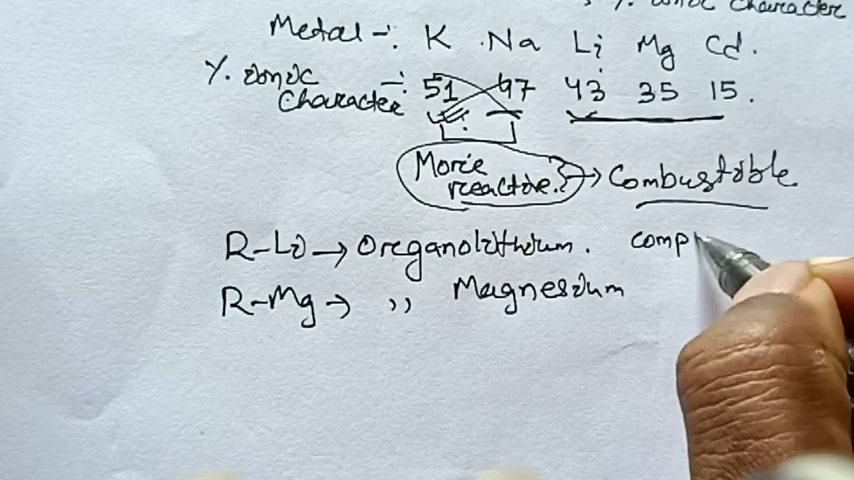 %. ionic Character
Metal -: K Na Li Mg Cd.
%. ionic Character -: 51 47 43 35 15.
More reactive. } → Combustible.
R-Li → Organolithium. comp
R-Mg → ,, Magnesium